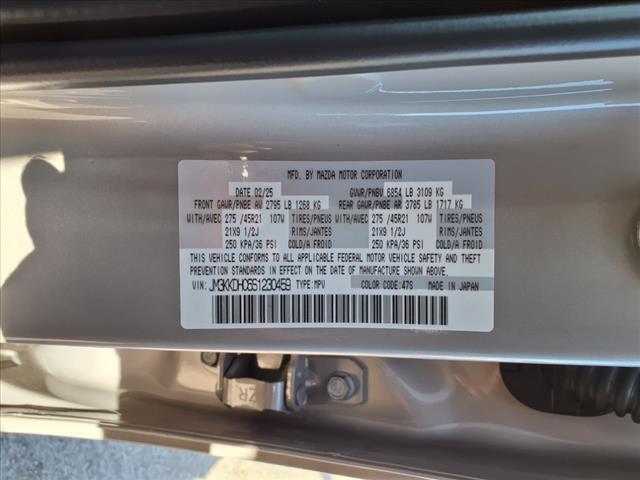 MFD. BY MAZDA MOTOR CORPORATION
DATE 02/25 GVWR/PNBV 6854 LB 3109 KG
FRONT GAWR/PNBE AV 2795 LB 1268 KG REAR GAWR/PNBE AR 3785 LB 1717 KG
WITH/AVEC 275 /45R21 107W TIRES/PNEUS WITH/AVEC 275 /45R21 107W TIRES/PNEUS
21X9 1/2J RIMS/JANTES 21X9 1/2J RIMS/JANTES
250 KPA/36 PSI COLD/A FROID 250 KPA/36 PSI COLD/A FROID
THIS VEHICLE CONFORMS TO ALL APPLICABLE FEDERAL MOTOR VEHICLE SAFETY AND THEFT
PREVENTION STANDARDS IN EFFECT ON THE DATE OF MANUFACTURE SHOWN ABOVE.
VIN: JM3KKDHC651230459 TYPE:MPV COLOR CODE:47S MADE IN JAPAN
ZR